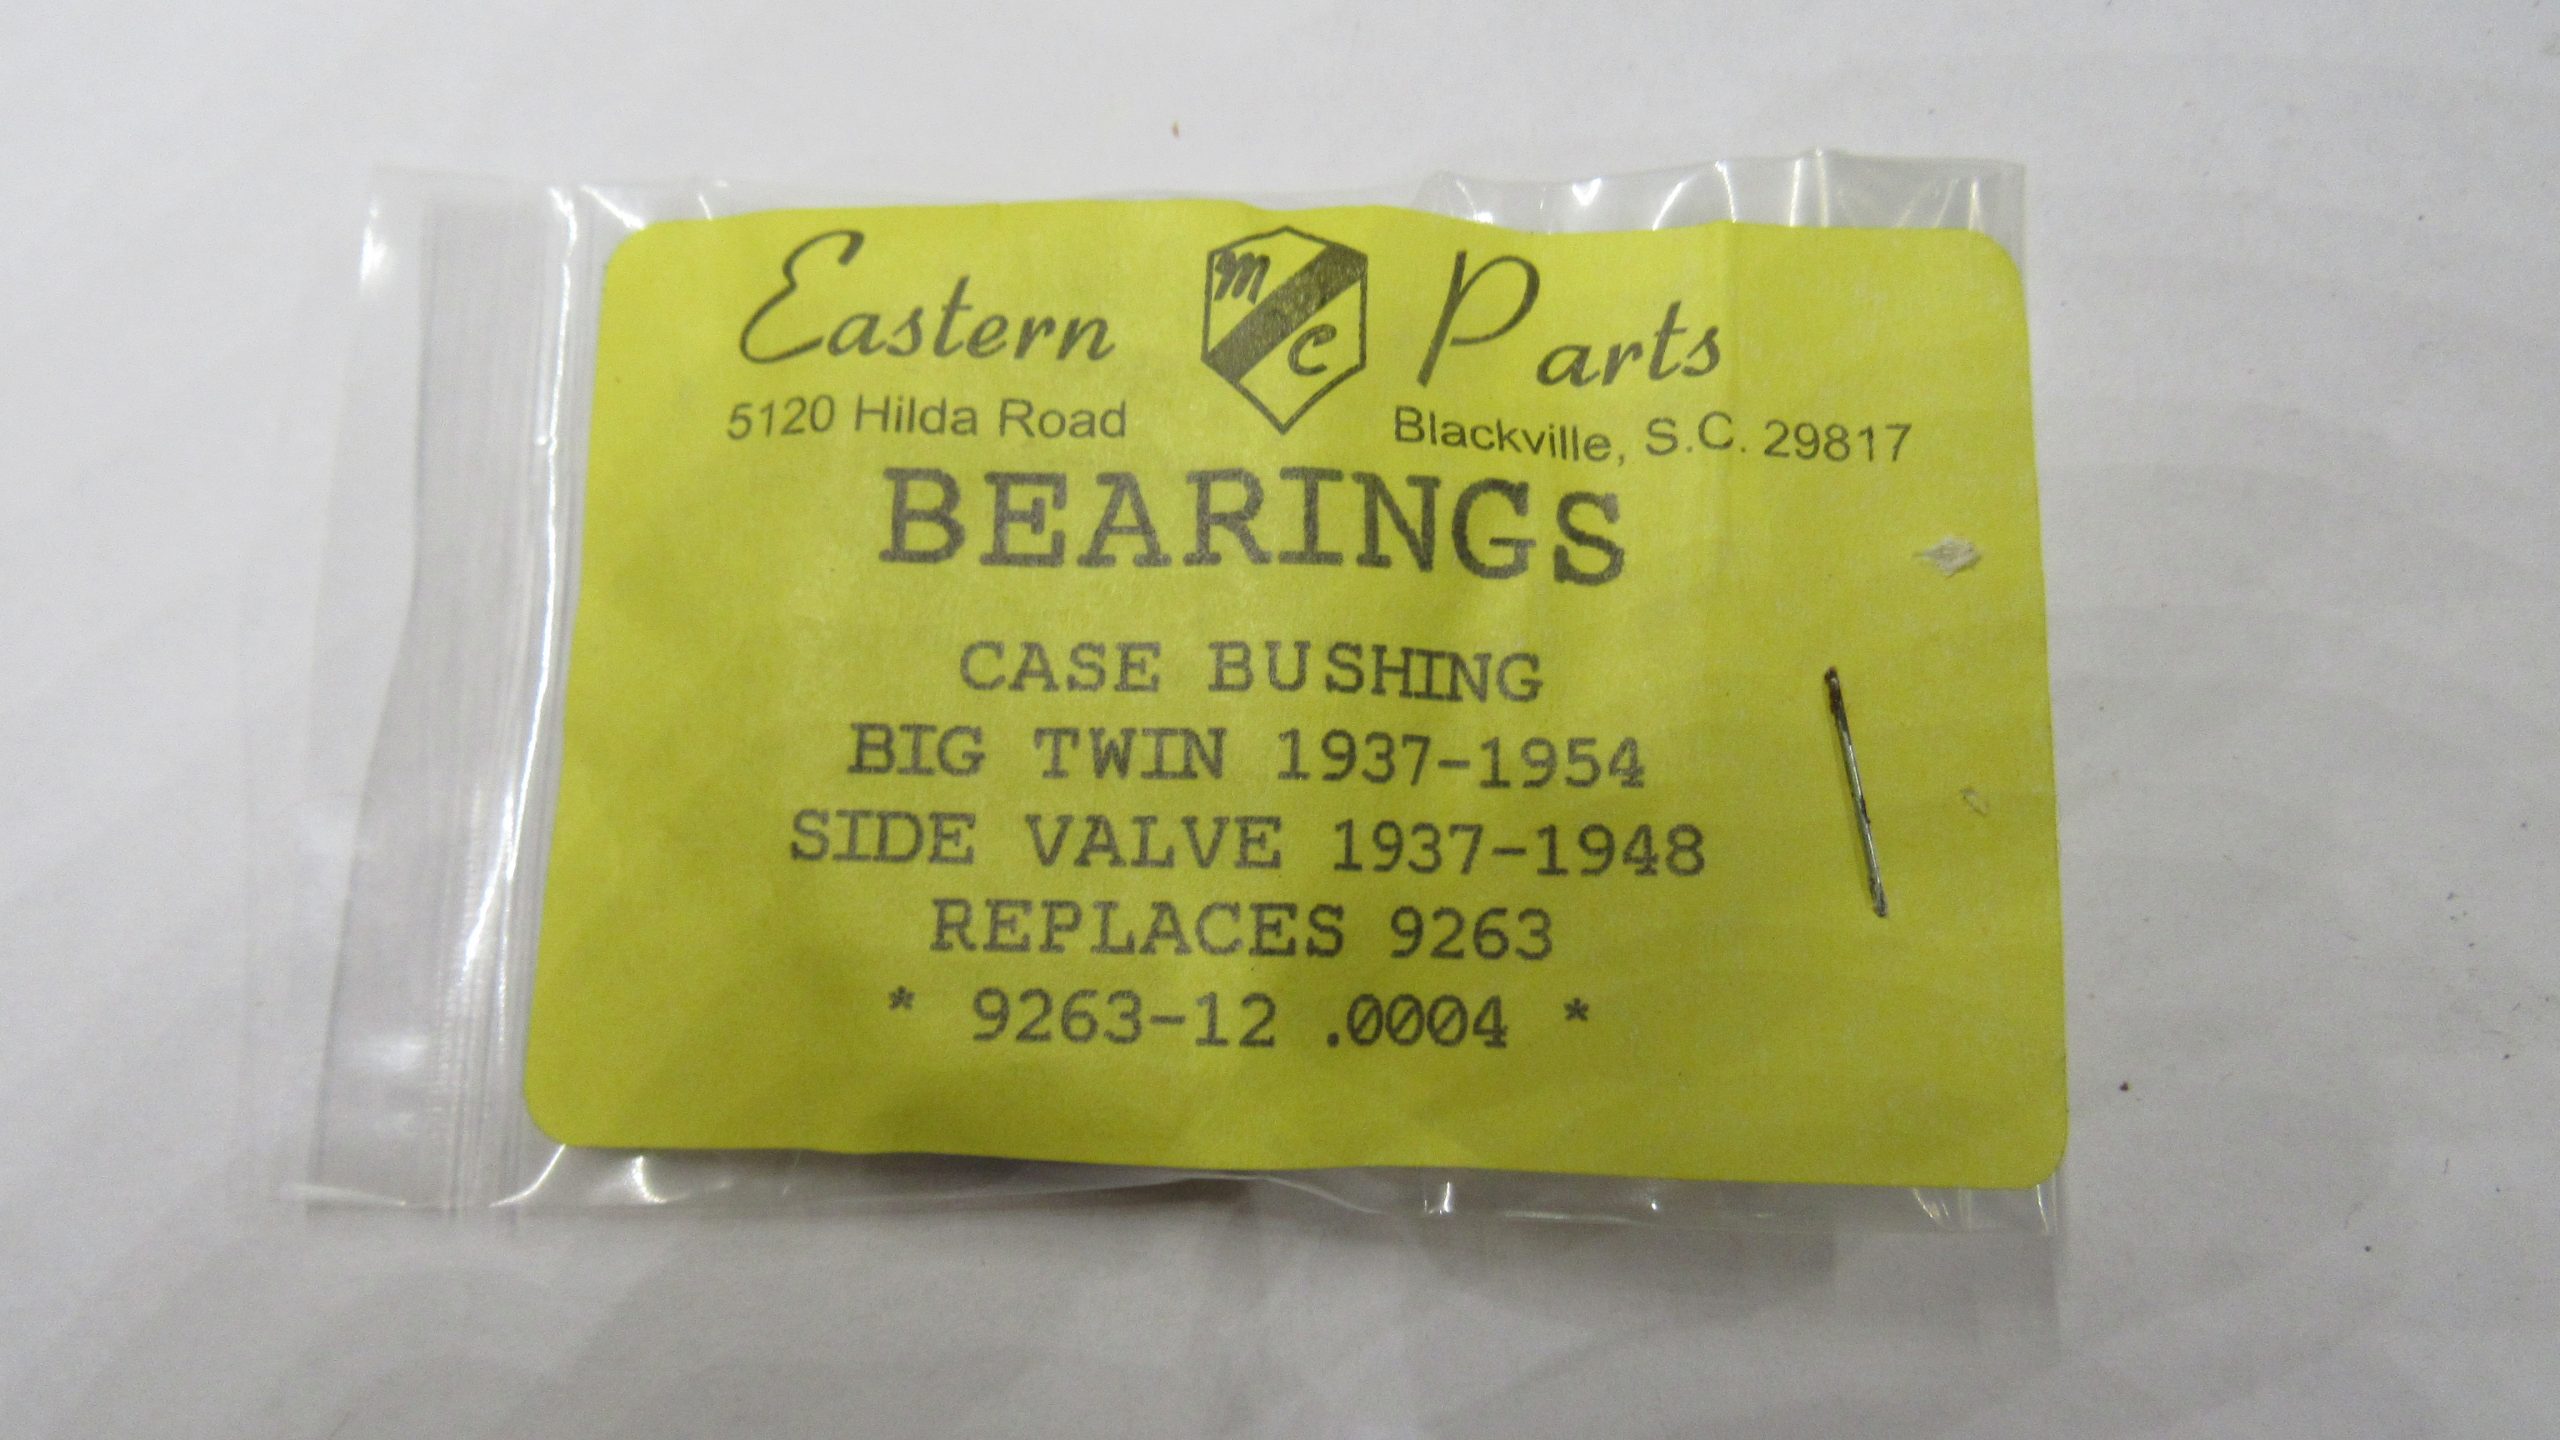 Eastern MC Parts
5120 Hilda Road Blackville, S.C. 29817
BEARINGS
CASE BUSHING
BIG TWIN 1937-1954
SIDE VALVE 1937-1948
REPLACES 9263
* 9263-12 .0004 *